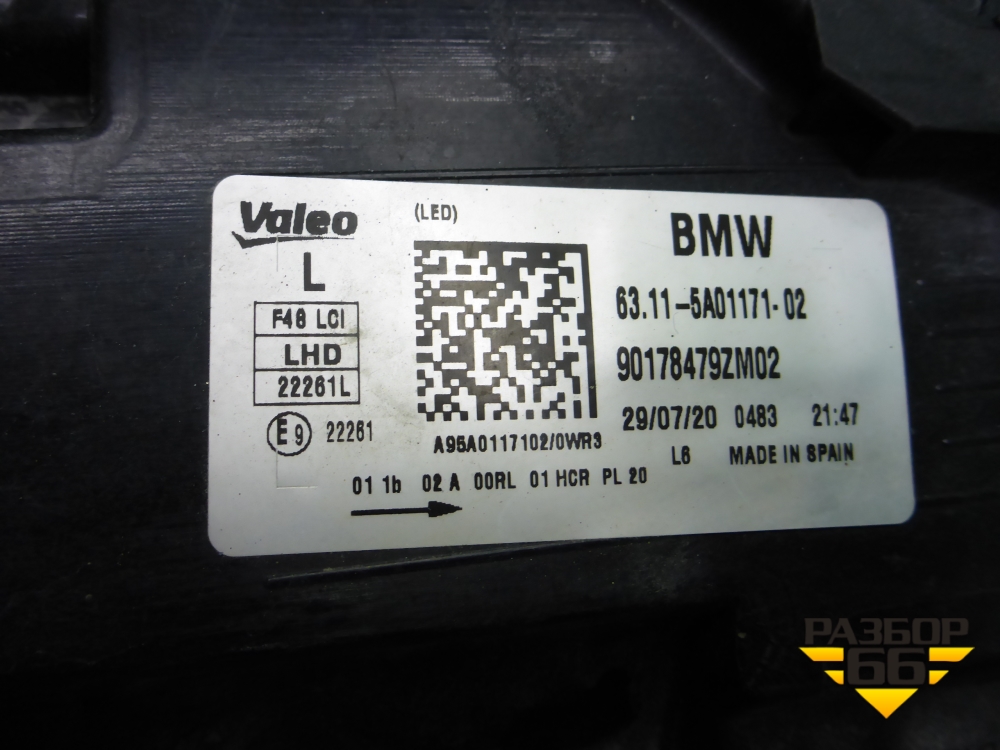 Valeo
(LED)
BMW
L
F48 LCI
LHD
22261L
E9 22261
63.11-5A01171-02
90178479ZM02
29/07/20 0483 21:47
A95A0117102/0WR3
L6 MADE IN SPAIN
01 1b 02 A 00RL 01 HCR PL 20
РАЗБОР
66